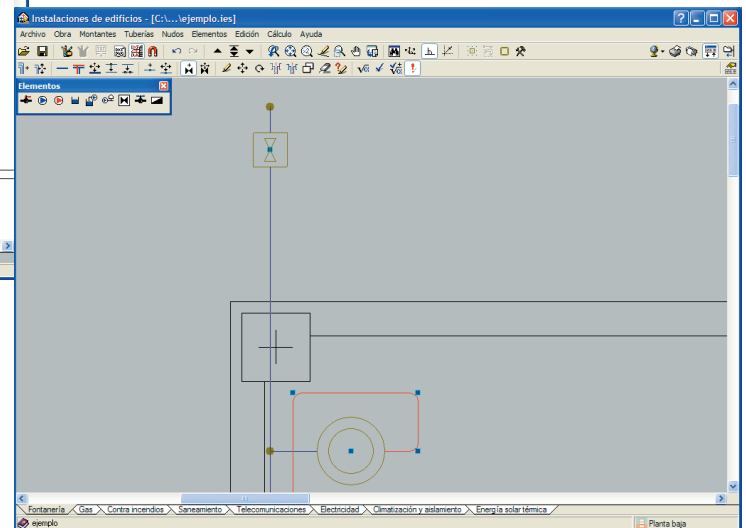 Instalaciones de edificios - [C:\...\ejemplo.ies]
Archivo Obra Montantes Tuberías Nudos Elementos Edición Cálculo Ayuda
Elementos
Fontanería Gas Contra incendios Saneamiento Telecomunicaciones Electricidad Climatización y aislamiento Energía solar térmica
ejemplo Planta baja